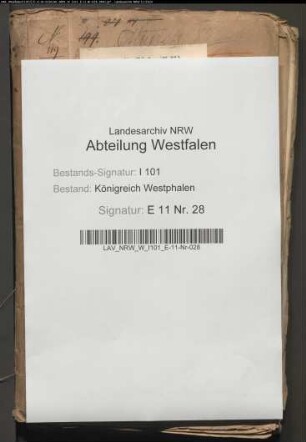 Landesarchiv NRW
Abteilung Westfalen
Bestands-Signatur: I 101
Bestand: Königreich Westphalen
Signatur: E 11 Nr. 28
LAV_NRW_W_I101_E-11-Nr-028